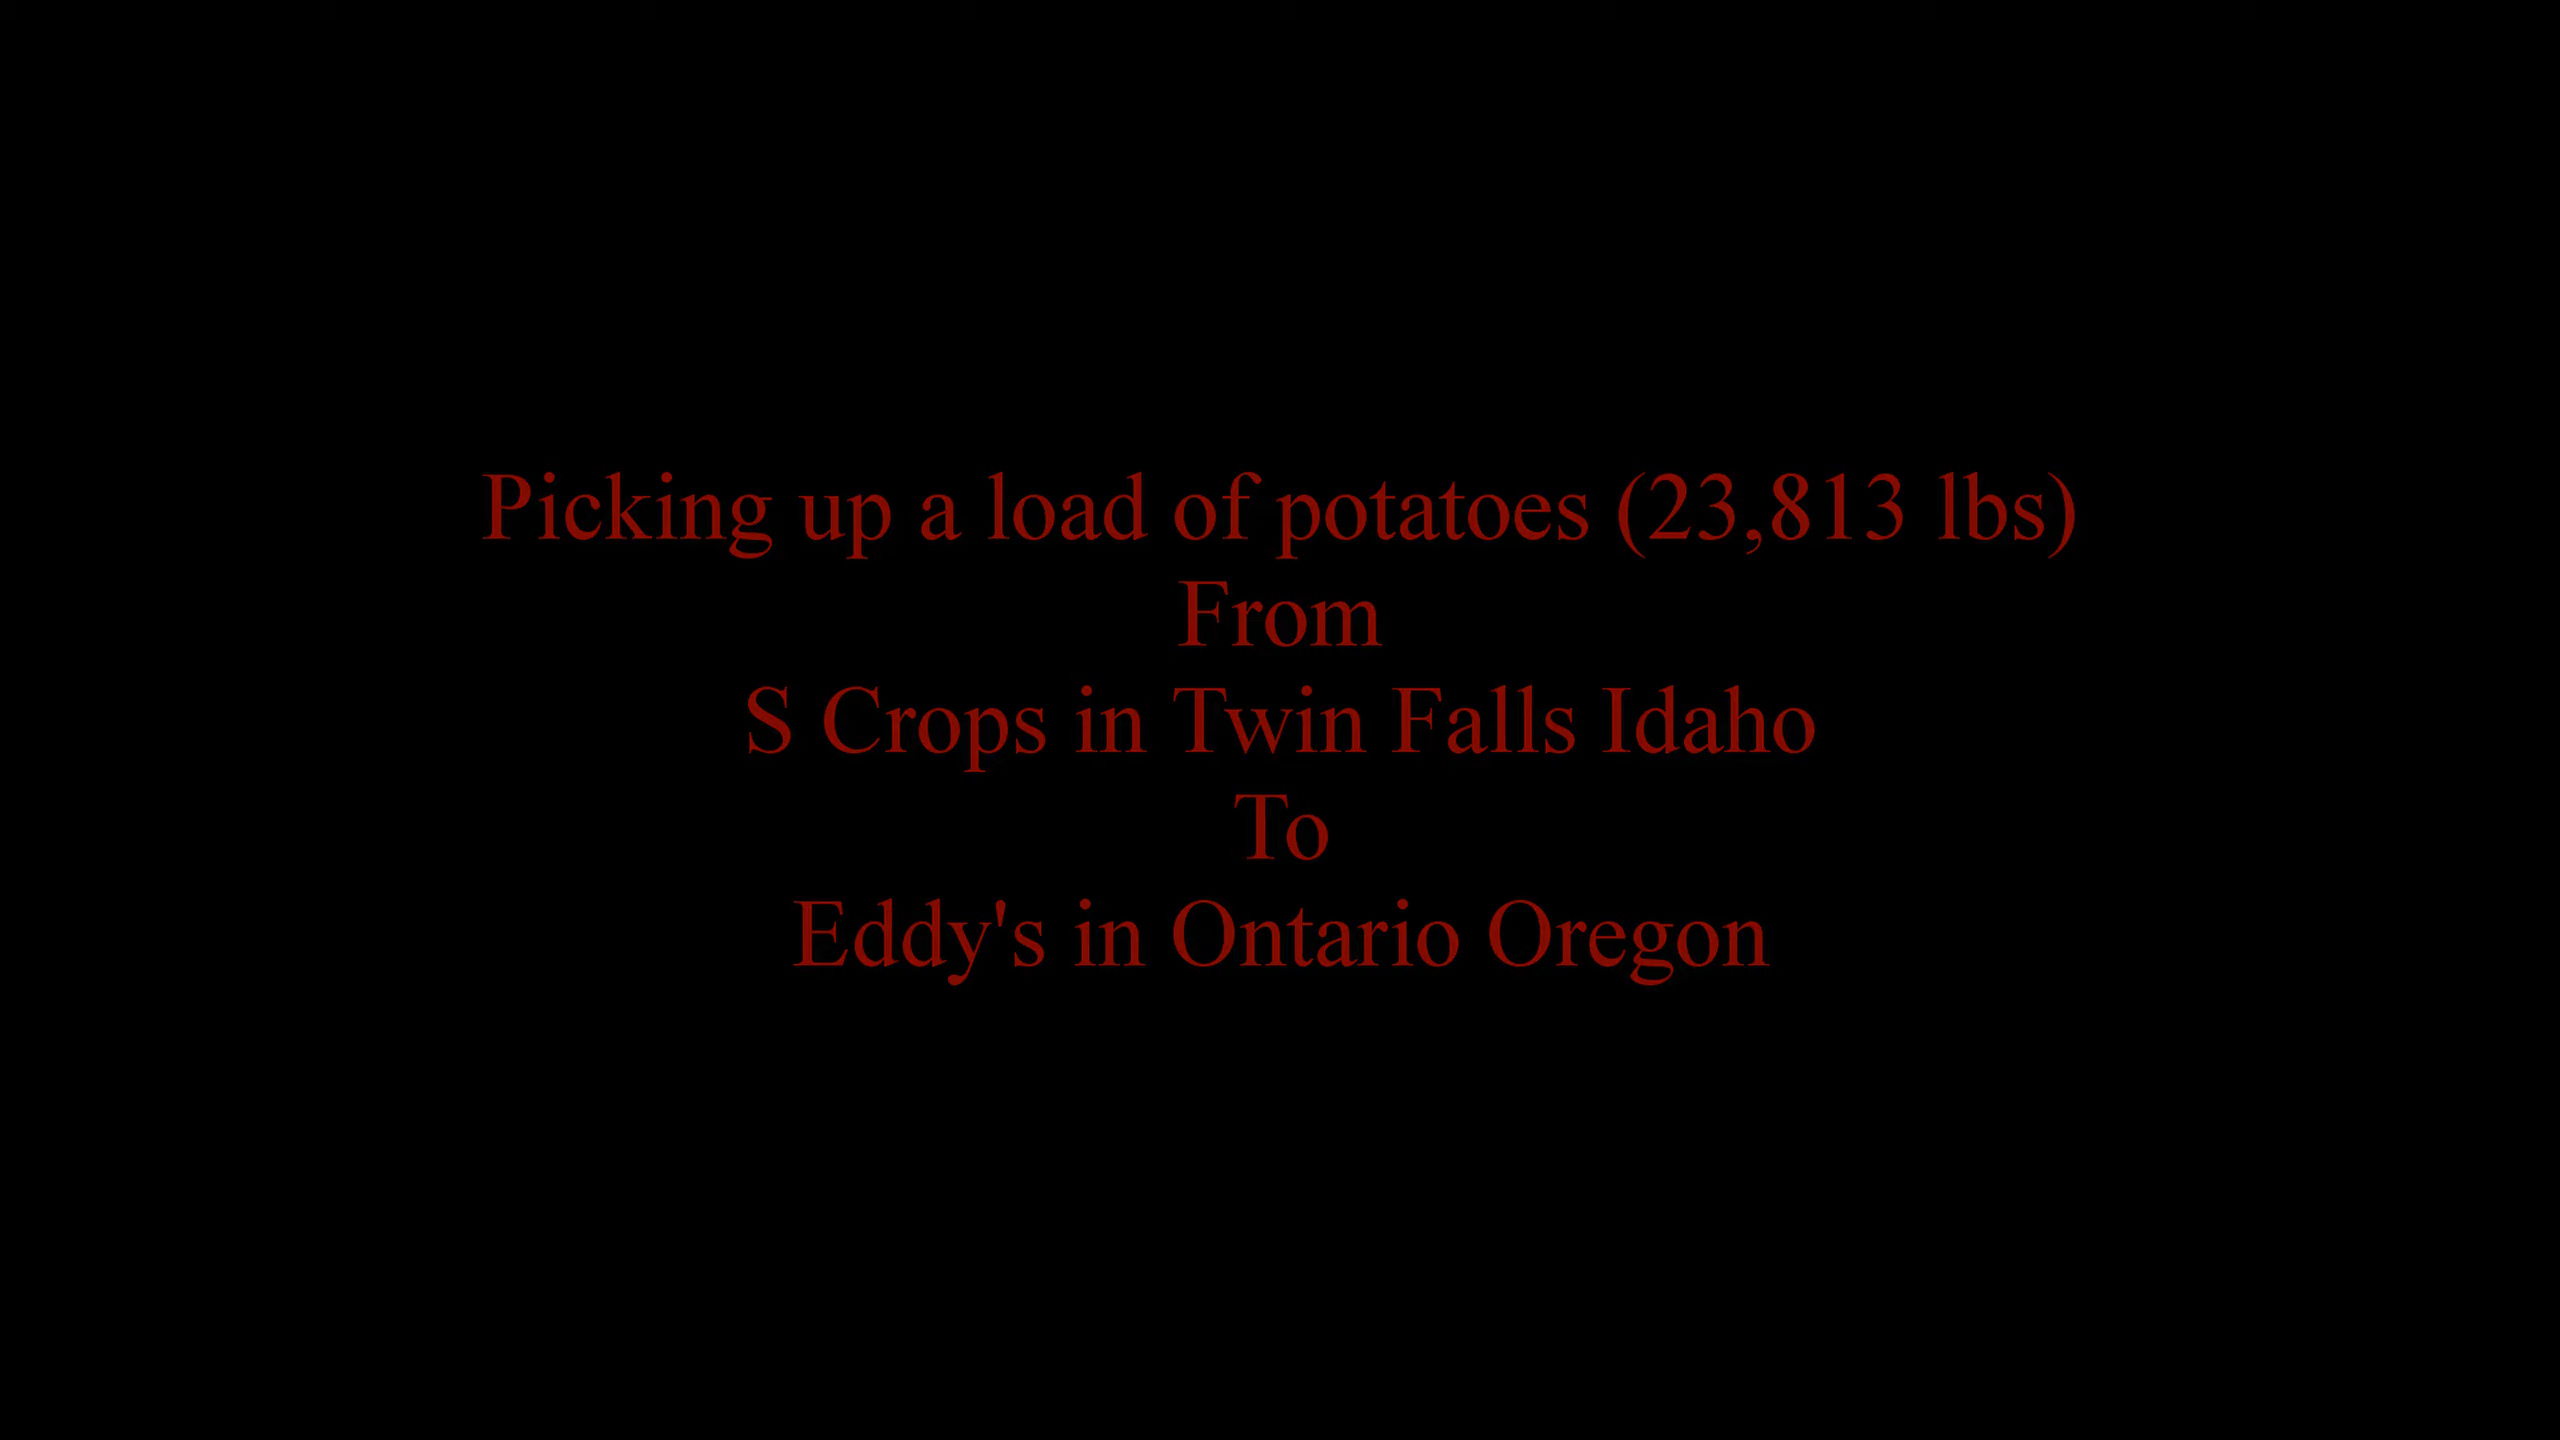 Picking up a load of potatoes (23,813 lbs)
From
S Crops in Twin Falls Idaho
To
Eddy's in Ontario Oregon